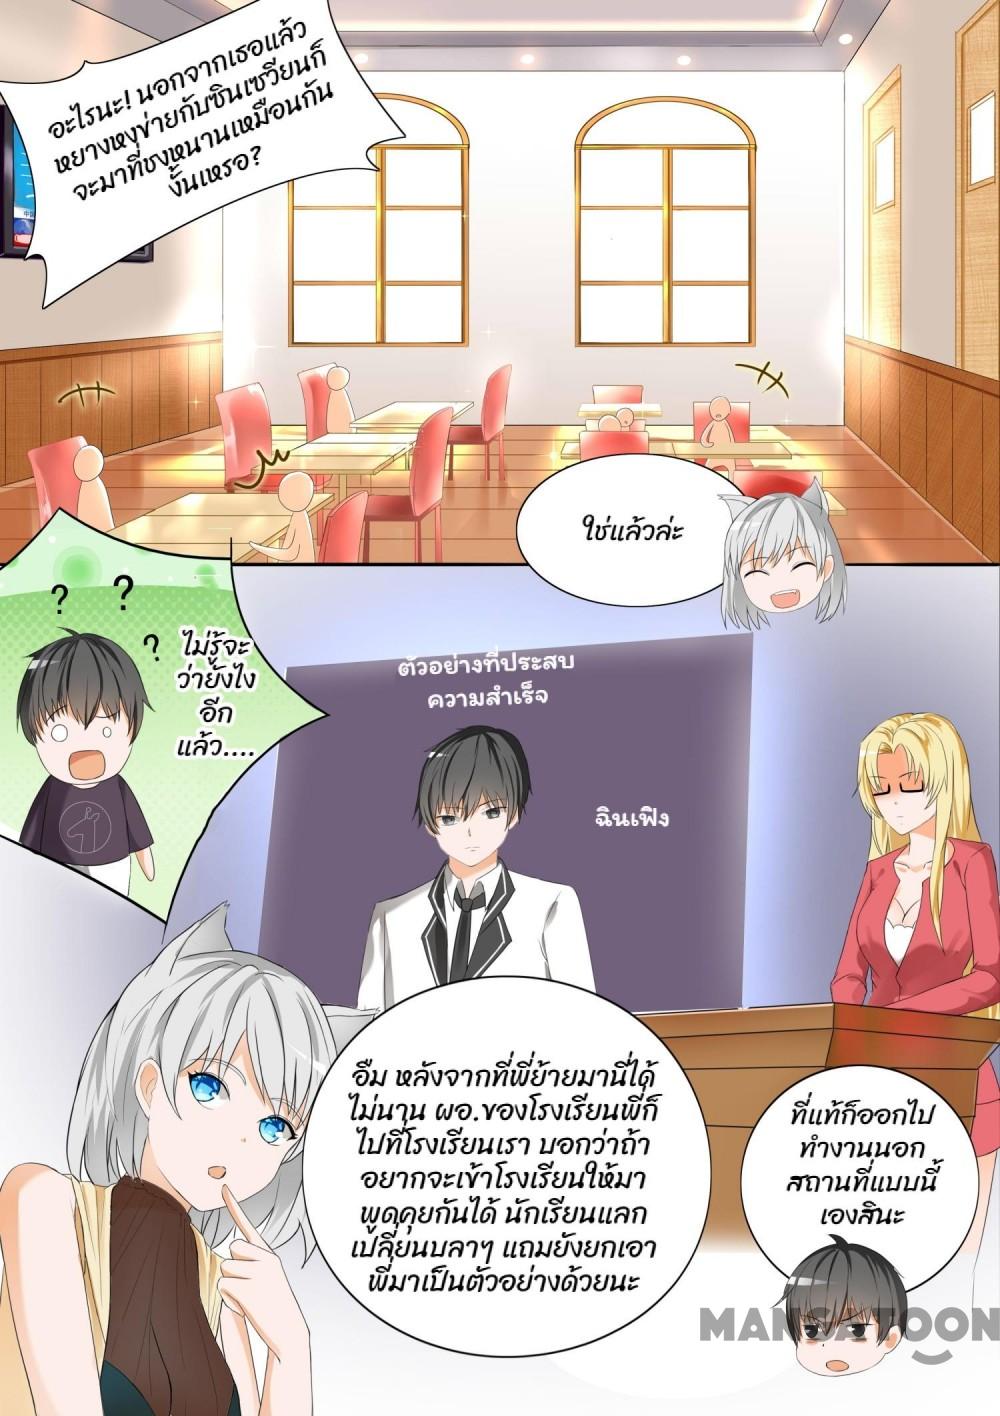 อะไรนะ! นอกจากเธอแล้ว
หยางหงข่ายกับซินเซวียนก็
จะมาที่ชงหนานเหมือนกัน
งั้นเหรอ?
ใช่แล้วล่ะ
? ?
?
ไม่รู้จะ
ว่ายังไง
อีก
แล้ว....
ตัวอย่างที่ประสบ
ความสำเร็จ
ฉินเฟิง
อืม หลังจากที่พี่ย้ายมานี่ได้
ไม่นาน ผอ.ของโรงเรียนพี่ก็
ไปที่โรงเรียนเรา บอกว่าถ้า
อยากจะเข้าโรงเรียนให้มา
พูดคุยกันได้ นักเรียนแลก
เปลี่ยนบลาๆ แถมยังยกเอา
พี่มาเป็นตัวอย่างด้วยนะ
ที่แท้ก็ออกไป
ทำงานนอก
สถานที่แบบนี้
เองสินะ
MANGATOON